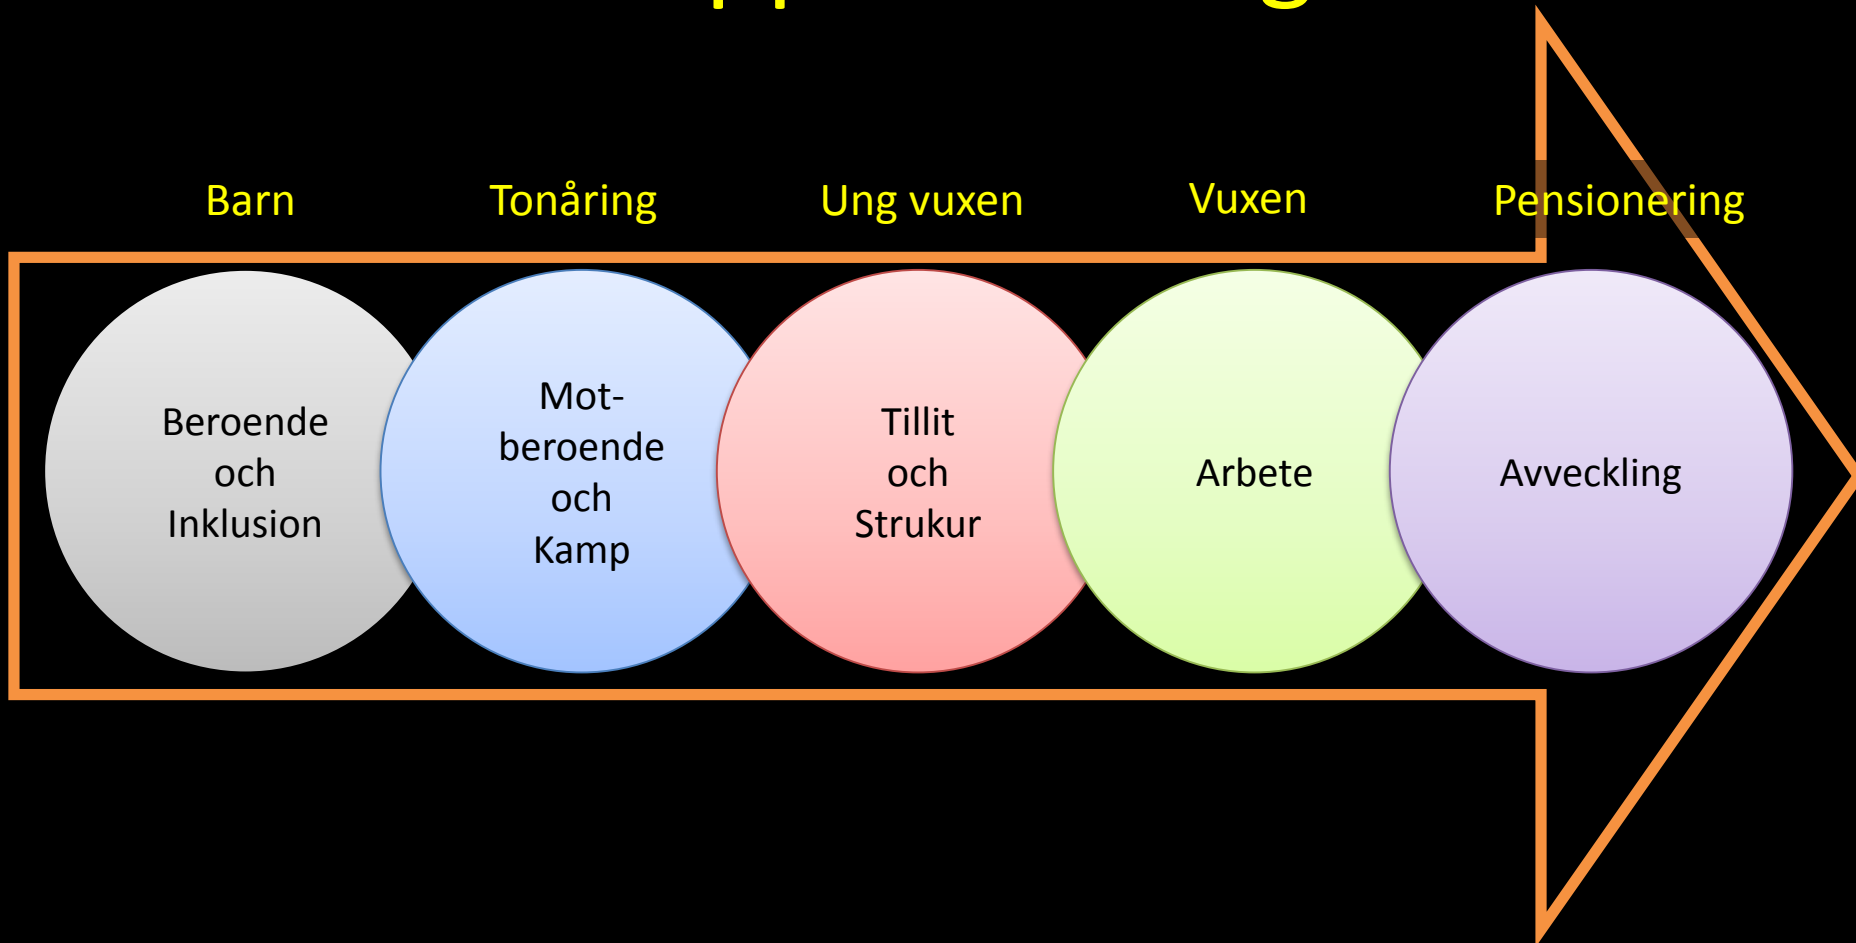 Barn
Tonåring
Ung vuxen
Vuxen
Pensionering
Beroende
och
Inklusion
Mot-
beroende
och
Kamp
Tillit
och
Strukur
Arbete
Avveckling